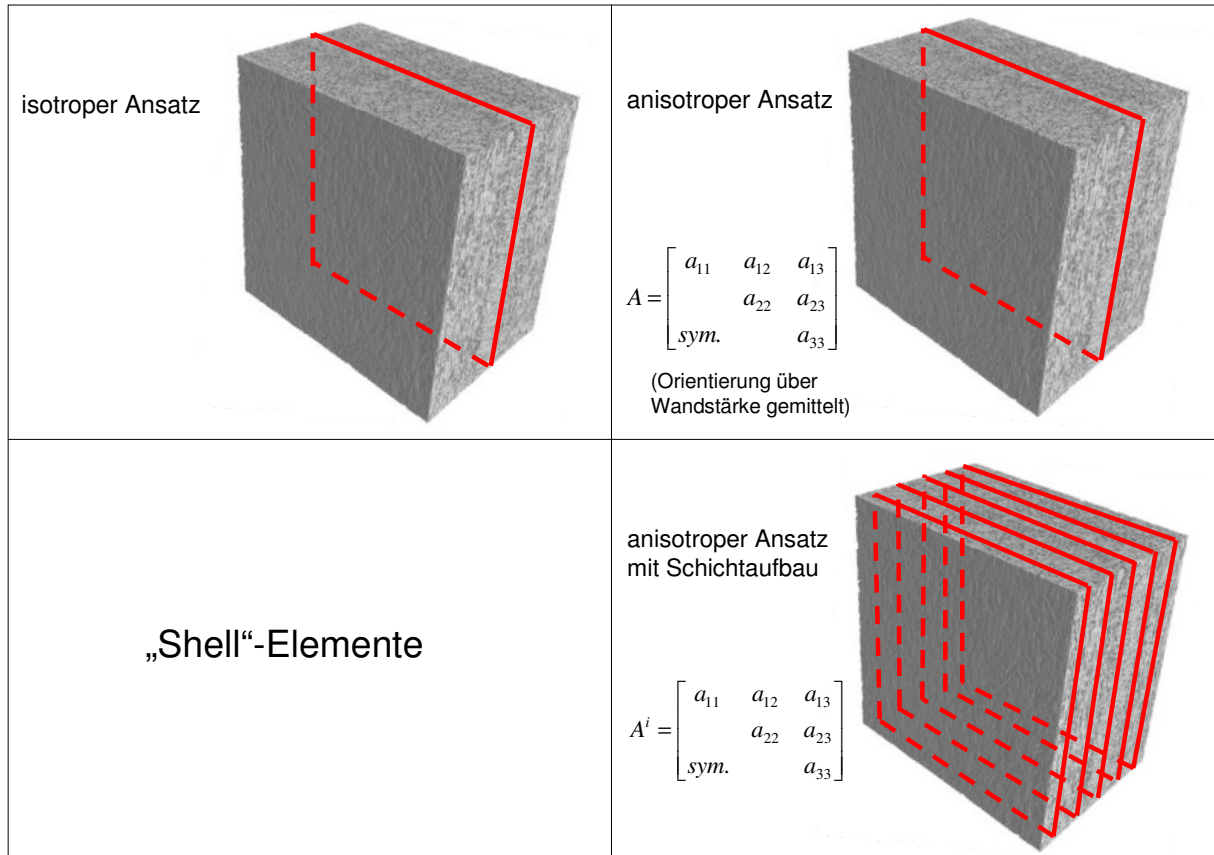 isotroper Ansatz
anisotroper Ansatz
A = [ a11 a12 a13
a22 a23
sym. a33 ]
(Orientierung über
Wandstärke gemittelt)
„Shell“-Elemente
anisotroper Ansatz
mit Schichtaufbau
A^i = [ a11 a12 a13
a22 a23
sym. a33 ]